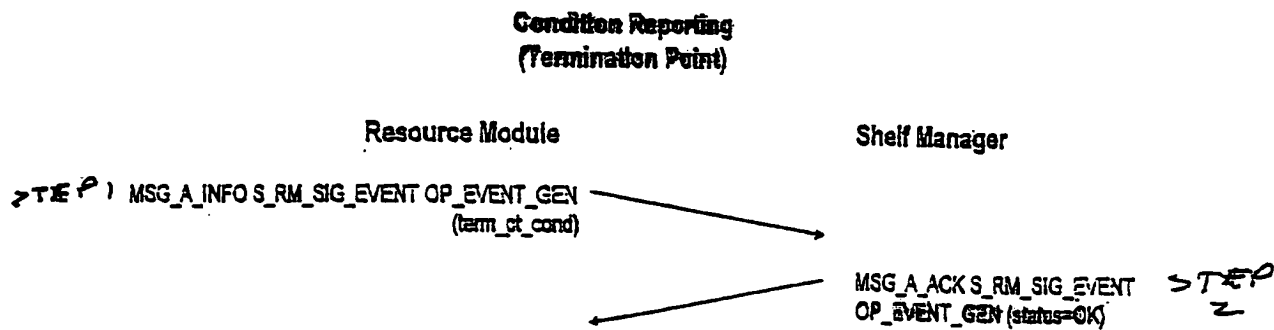 Condition Reporting
(Termination Point)
Resource Module
Shelf Manager
STEP 1 MSG_A_INFO S_RM_SIG_EVENT OP_EVENT_GEN
(term_pt_cond)
MSG_A_ACK S_RM_SIG_EVENT STEP
OP_EVENT_GEN (status=OK) 2